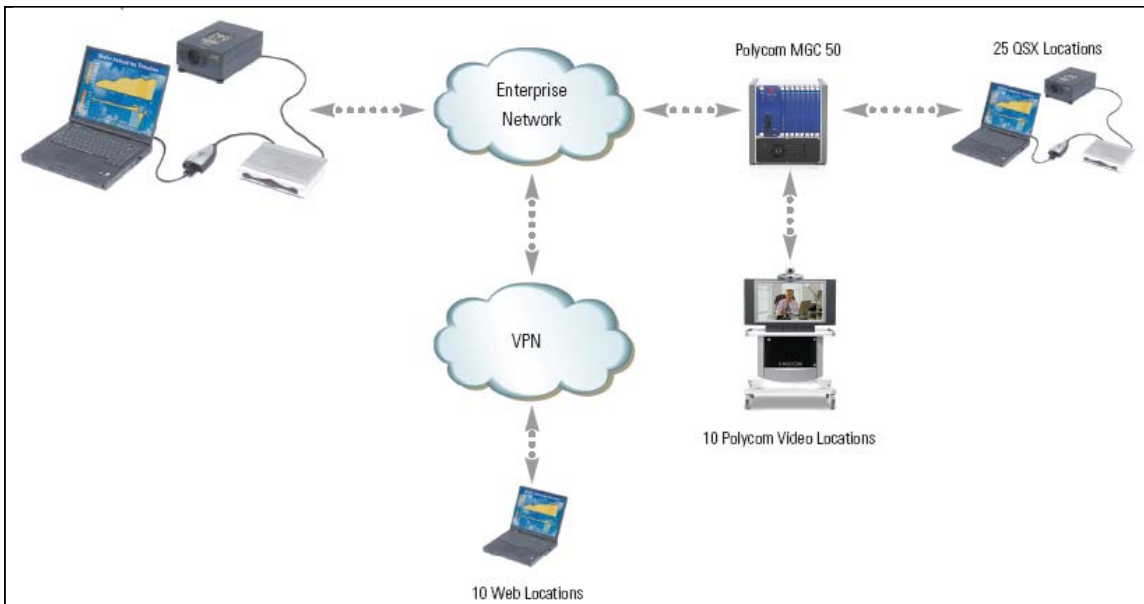 Polycom MGC 50
25 QSX Locations
Enterprise
Network
VPN
10 Polycom Video Locations
10 Web Locations